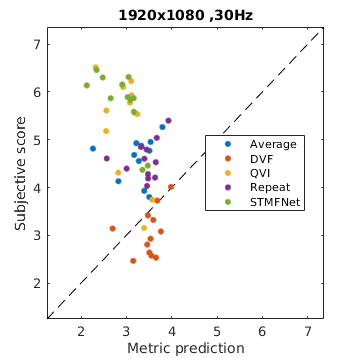 1920x1080 ,30Hz
7
6
5
4
3
2
Subjective score
Average
DVF
QVI
Repeat
STMFNet
2 3 4 5 6 7
Metric prediction